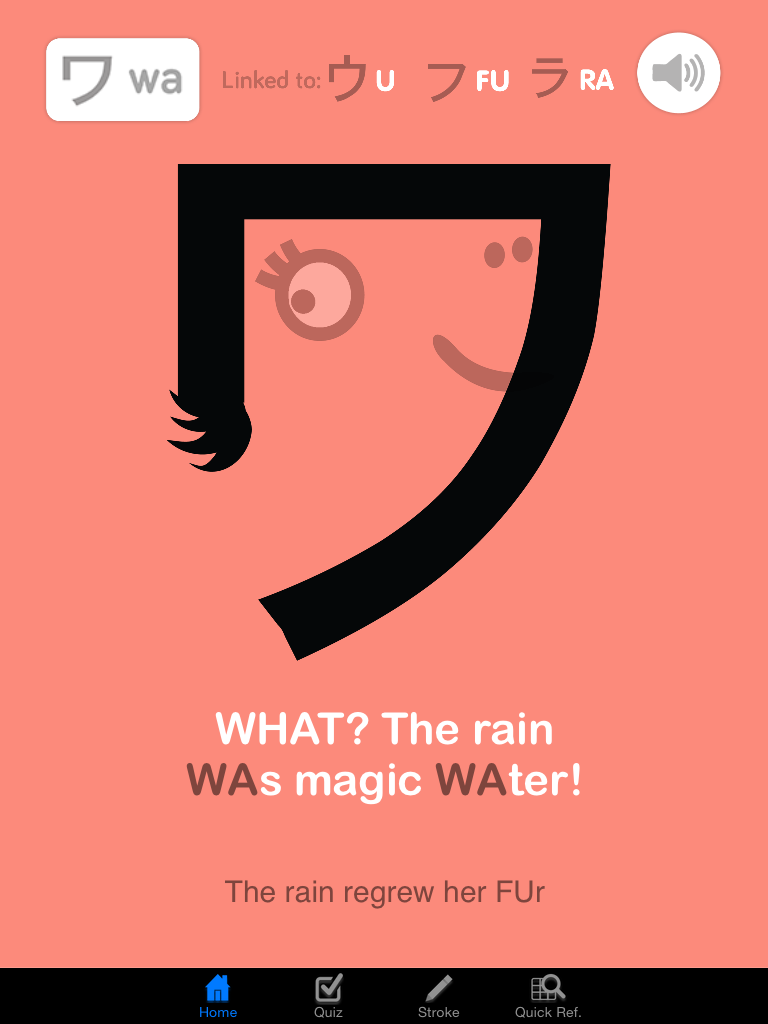 ワ wa
Linked to: ウ U フ FU ラ RA
ワ
WHAT? The rain
WAs magic WAter!
The rain regrew her FUr
Home Quiz Stroke Quick Ref.